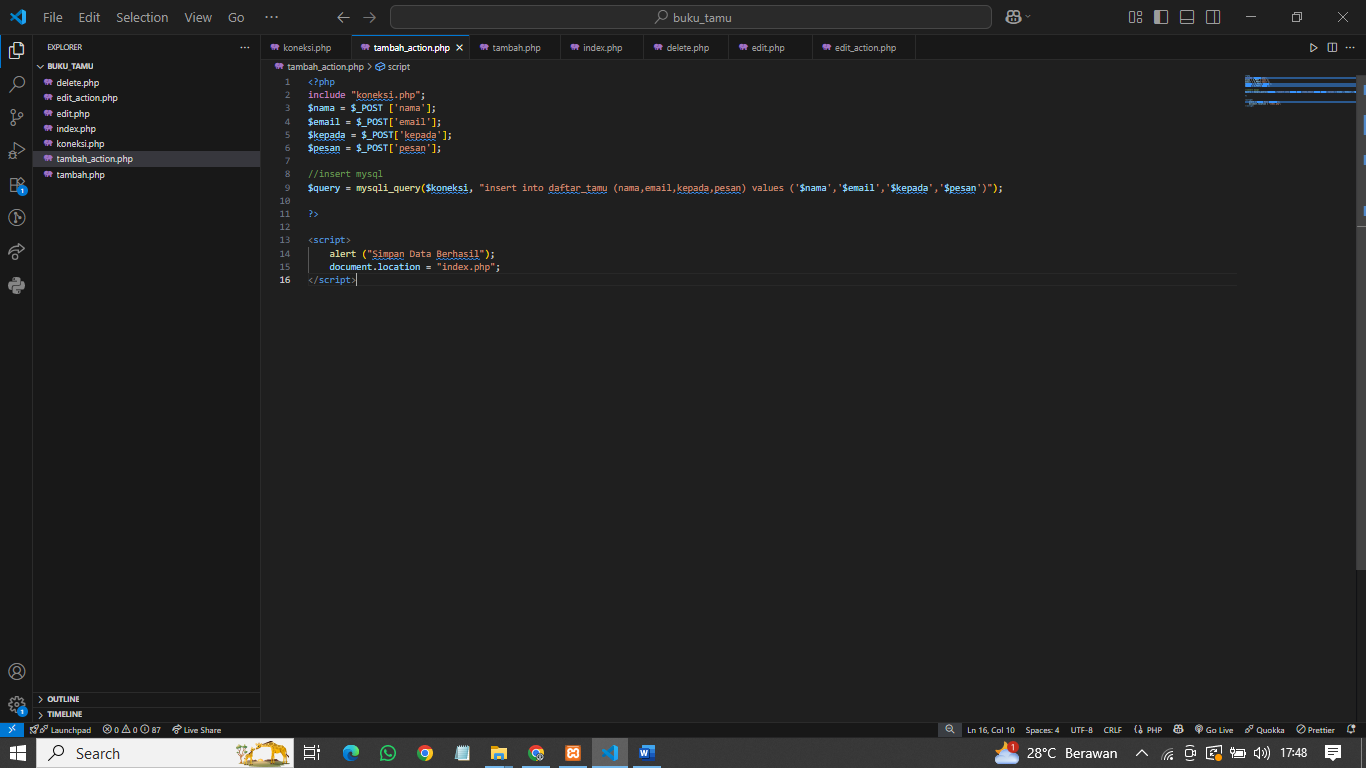 File Edit Selection View Go ··· buku_tamu
EXPLORER ···
BUKU_TAMU
delete.php
edit_action.php
edit.php
index.php
koneksi.php
tambah_action.php
tambah.php
OUTLINE
TIMELINE
koneksi.php tambah_action.php tambah.php index.php delete.php edit.php edit_action.php
tambah_action.php > script
1 <?php
2 include "koneksi.php";
3 $nama = $_POST ['nama'];
4 $email = $_POST['email'];
5 $kepada = $_POST['kepada'];
6 $pesan = $_POST['pesan'];
7
8 //insert mysql
9 $query = mysqli_query($koneksi, "insert into daftar_tamu (nama,email,kepada,pesan) values ('$nama','$email','$kepada','$pesan')");
10
11 ?>
12
13 <script>
14 alert ("Simpan Data Berhasil");
15 document.location = "index.php";
16 </script>
1
1
Launchpad 0 0 87 Live Share Ln 16, Col 10 Spaces: 4 UTF-8 CRLF PHP Go Live Quokka Prettier
Search 1 28°C Berawan 17:48